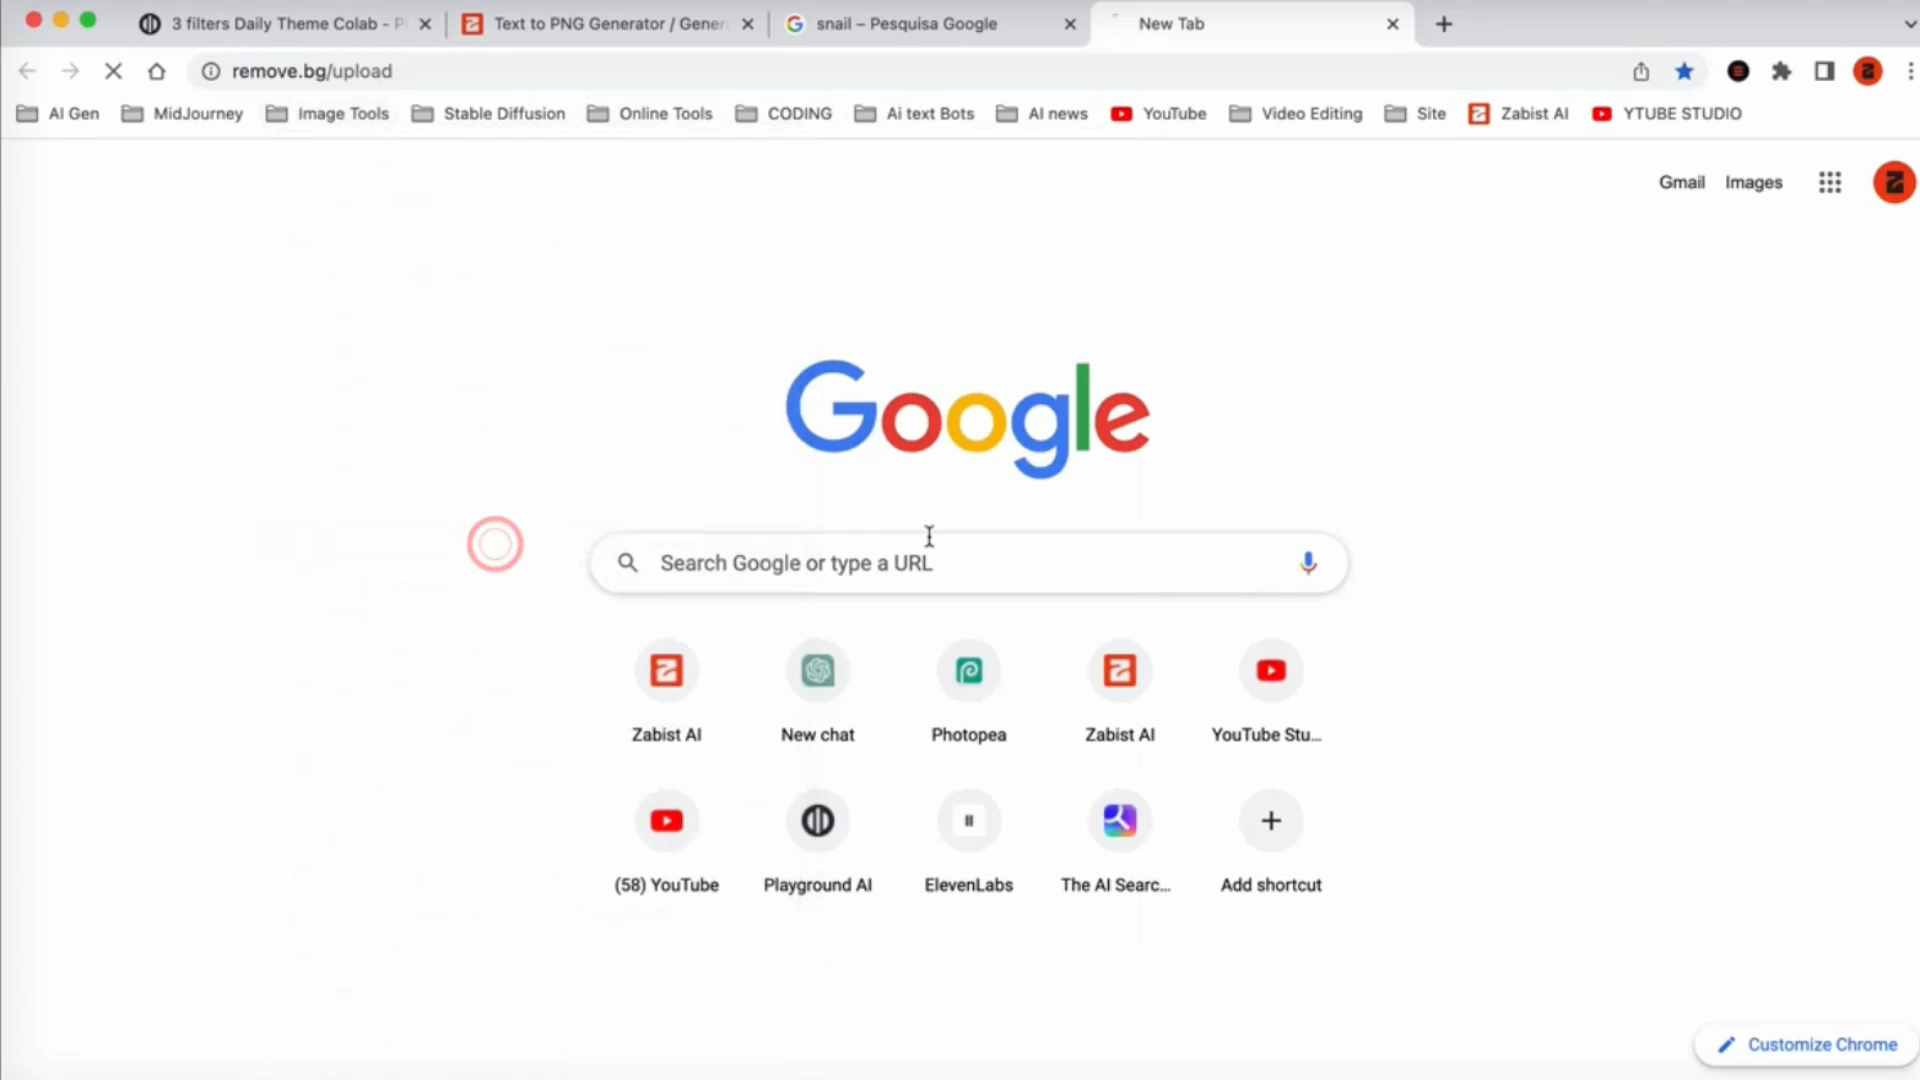 3 filters Daily Theme Colab - P
Text to PNG Generator / Gener
snail – Pesquisa Google
New Tab
remove.bg/upload
AI Gen
MidJourney
Image Tools
Stable Diffusion
Online Tools
CODING
Ai text Bots
AI news
YouTube
Video Editing
Site
Zabist AI
YTUBE STUDIO
Gmail
Images
Google
Search Google or type a URL
Zabist AI
New chat
Photopea
Zabist AI
YouTube Stu...
(58) YouTube
Playground AI
ElevenLabs
The AI Searc...
Add shortcut
Customize Chrome